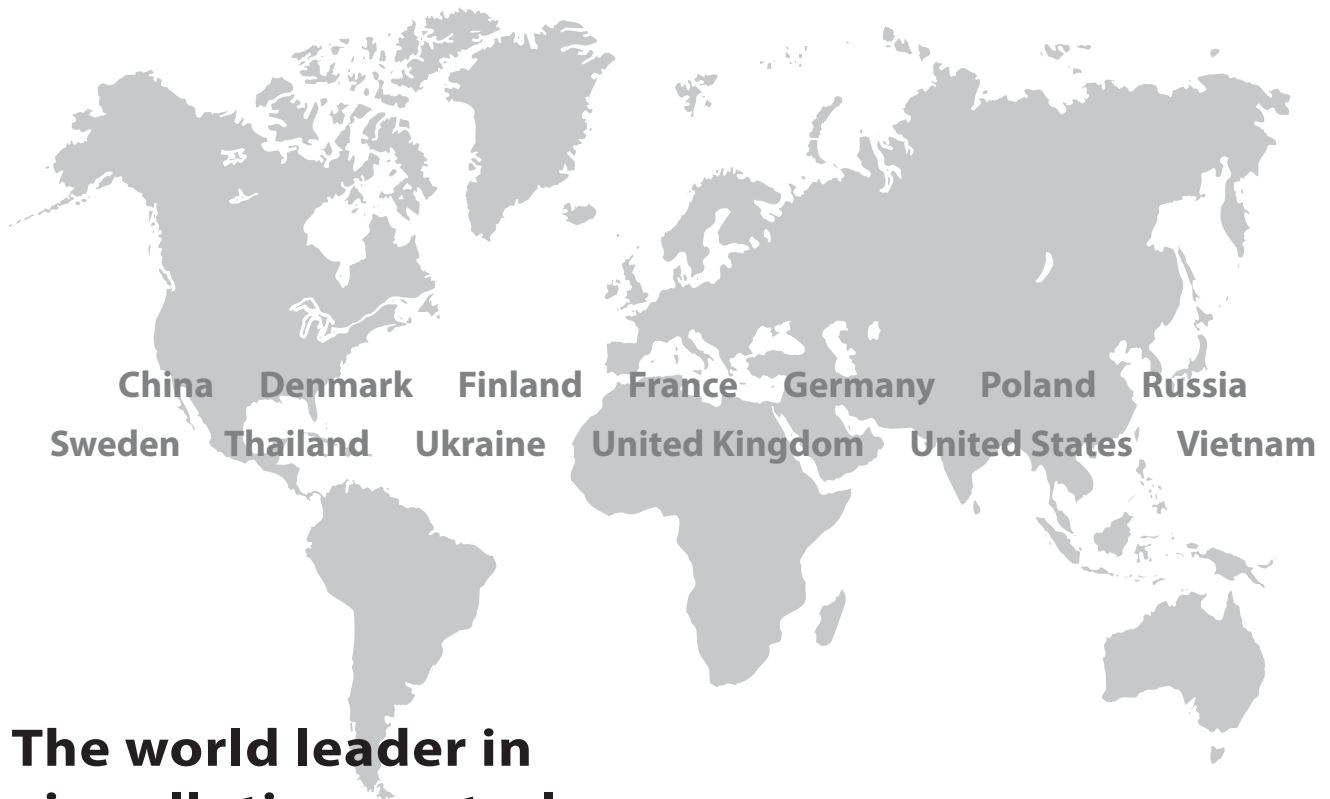 China Denmark Finland France Germany Poland Russia
Sweden Thailand Ukraine United Kingdom United States Vietnam
The world leader in